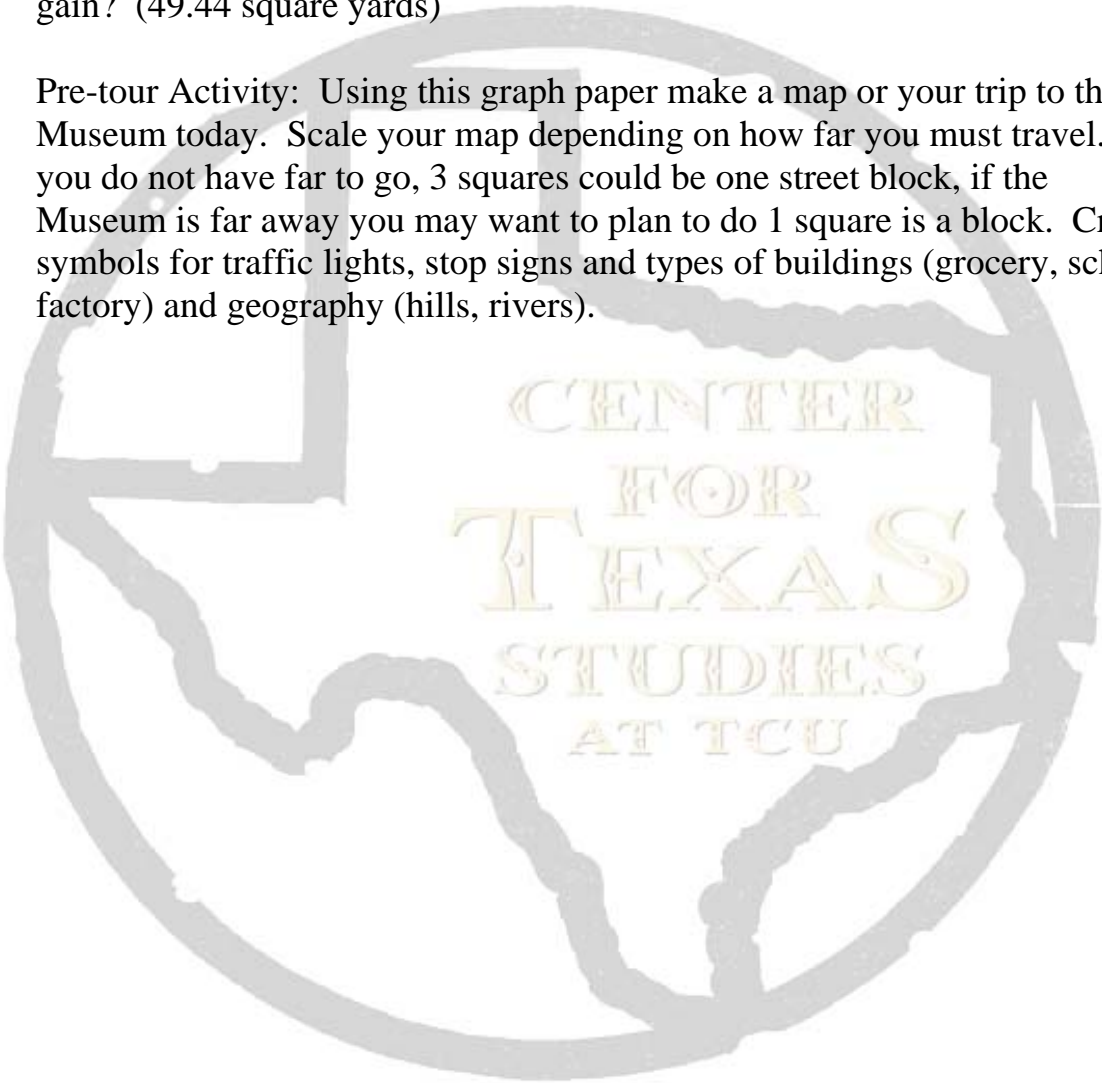 gain? (49.44 square yards)
Pre-tour Activity: Using this graph paper make a map or your trip to th
Museum today. Scale your map depending on how far you must travel.
you do not have far to go, 3 squares could be one street block, if the
Museum is far away you may want to plan to do 1 square is a block. Cr
symbols for traffic lights, stop signs and types of buildings (grocery, scl
factory) and geography (hills, rivers).
CENTER
FOR
TEXAS
STUDIES
AT TCU